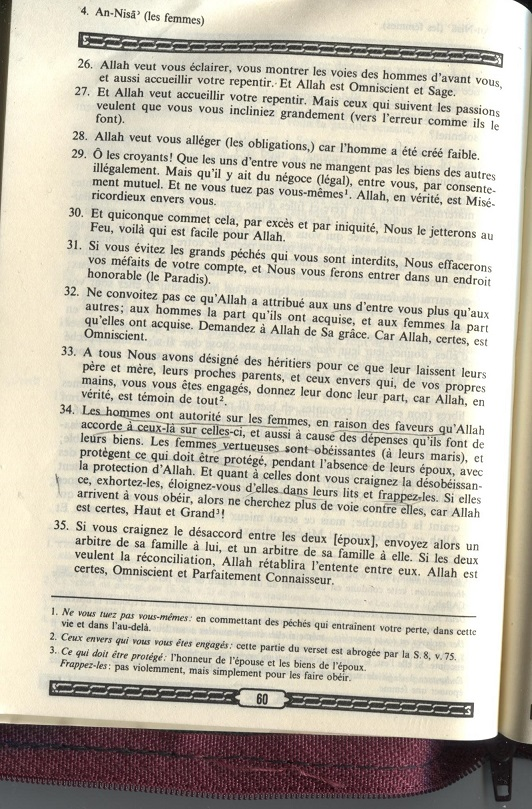 4. An-Nisâ' (les femmes)
26. Allah veut vous éclairer, vous montrer les voies des hommes d'avant vous,
et aussi accueillir votre repentir. Et Allah est Omniscient et Sage.
27. Et Allah veut accueillir votre repentir. Mais ceux qui suivent les passions
veulent que vous vous incliniez grandement (vers l'erreur comme ils le
font).
28. Allah veut vous alléger (les obligations,) car l'homme a été créé faible.
29. Ô les croyants! Que les uns d'entre vous ne mangent pas les biens des autres
illégalement. Mais qu'il y ait du négoce (légal), entre vous, par consente-
ment mutuel. Et ne vous tuez pas vous-mêmes¹. Allah, en vérité, est Misé-
ricordieux envers vous.
30. Et quiconque commet cela, par excès et par iniquité, Nous le jetterons au
Feu, voilà qui est facile pour Allah.
31. Si vous évitez les grands péchés qui vous sont interdits, Nous effacerons
vos méfaits de votre compte, et Nous vous ferons entrer dans un endroit
honorable (le Paradis).
32. Ne convoitez pas ce qu'Allah a attribué aux uns d'entre vous plus qu'aux
autres; aux hommes la part qu'ils ont acquise, et aux femmes la part
qu'elles ont acquise. Demandez à Allah de Sa grâce. Car Allah, certes, est
Omniscient.
33. A tous Nous avons désigné des héritiers pour ce que leur laissent leurs
père et mère, leurs proches parents, et ceux envers qui, de vos propres
mains, vous vous êtes engagés, donnez leur donc leur part, car Allah, en
vérité, est témoin de tout².
34. Les hommes ont autorité sur les femmes, en raison des faveurs qu'Allah
accorde à ceux-là sur celles-ci, et aussi à cause des dépenses qu'ils font de
leurs biens. Les femmes vertueuses sont obéissantes (à leurs maris), et
protègent ce qui doit être protégé, pendant l'absence de leurs époux, avec
la protection d'Allah. Et quant à celles dont vous craignez la désobéissan-
ce, exhortez-les, éloignez-vous d'elles dans leurs lits et frappez-les. Si elles
arrivent à vous obéir, alors ne cherchez plus de voie contre elles, car Allah
est certes, Haut et Grand³!
35. Si vous craignez le désaccord entre les deux [époux], envoyez alors un
arbitre de sa famille à lui, et un arbitre de sa famille à elle. Si les deux
veulent la réconciliation, Allah rétablira l'entente entre eux. Allah est
certes, Omniscient et Parfaitement Connaisseur.
1. Ne vous tuez pas vous-mêmes: en commettant des péchés qui entraînent votre perte, dans cette
vie et dans l'au-delà.
2. Ceux envers qui vous vous êtes engagés: cette partie du verset est abrogée par la S. 8, v. 75.
3. Ce qui doit être protégé: l'honneur de l'épouse et les biens de l'époux.
Frappez-les: pas violemment, mais simplement pour les faire obéir.
60